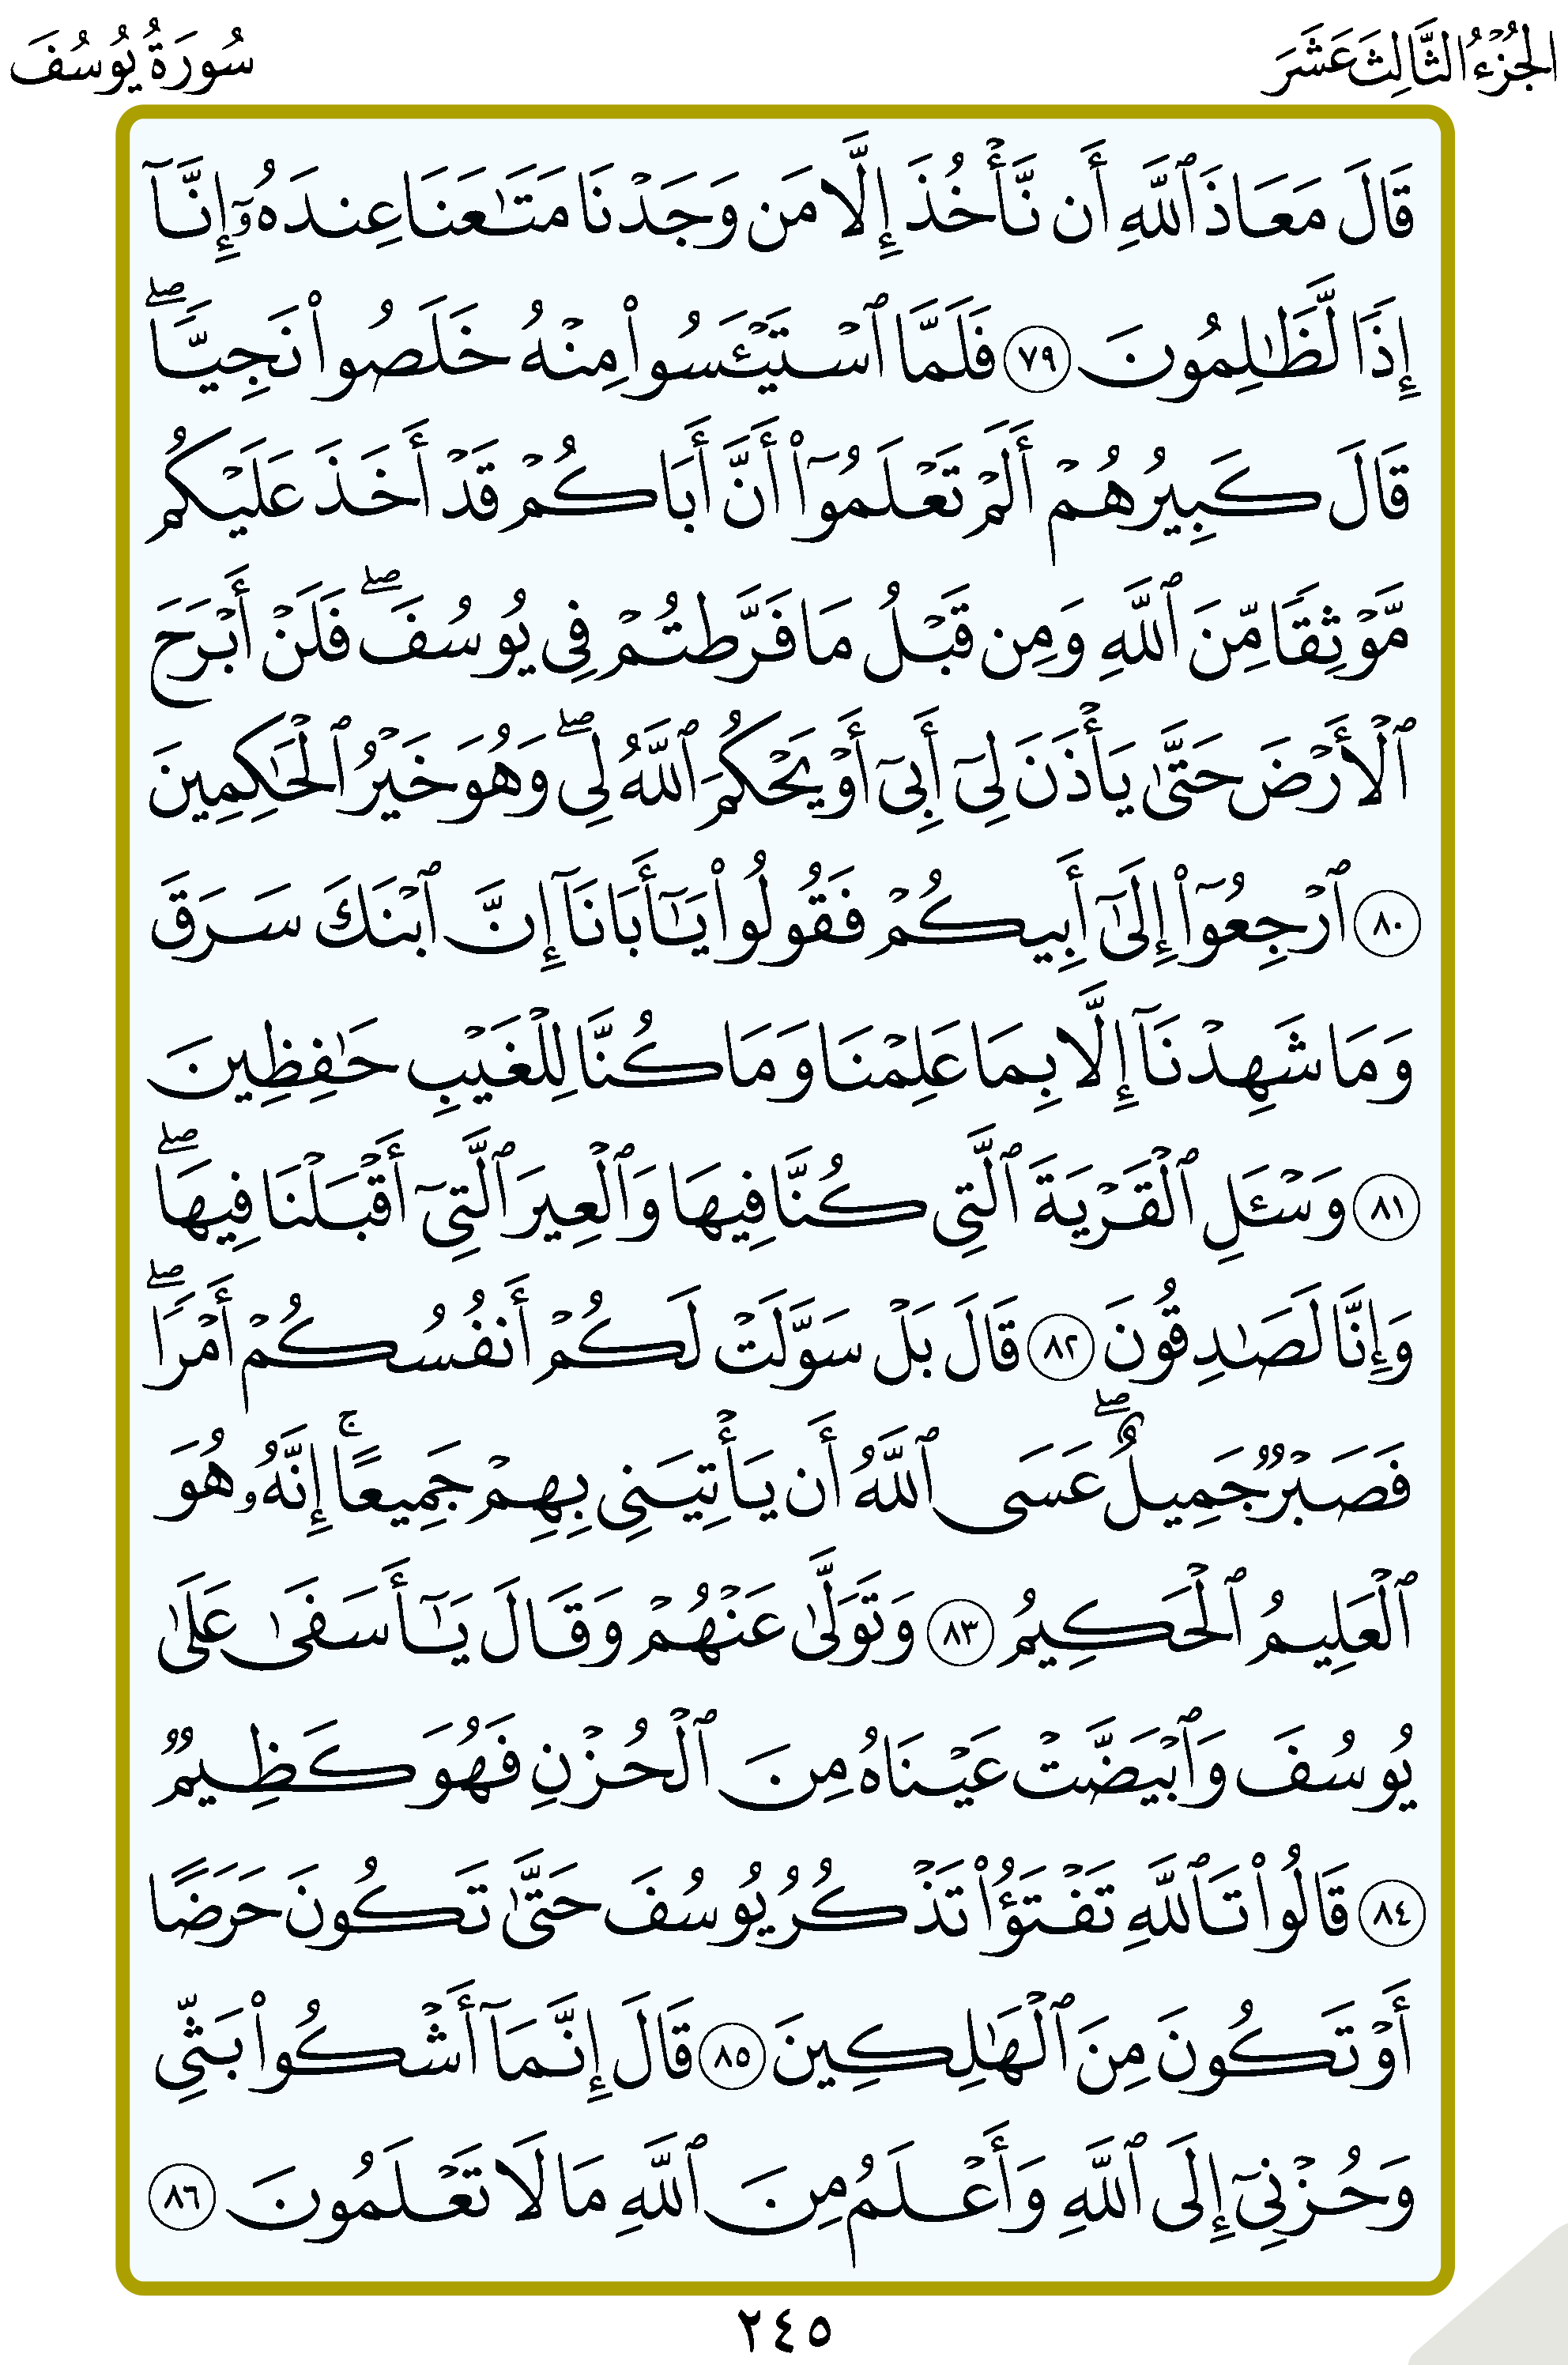 الجُزْءُ الثَّالِثَ عَشَرَ
سُورَةُ يُوسُفَ
قَالَ مَعَاذَ ٱللَّهِ أَن نَّأْخُذَ إِلَّا مَن وَجَدْنَا مَتَٰعَنَا عِندَهُۥٓ إِنَّآ
إِذًا لَّظَٰلِمُونَ ٧٩ فَلَمَّا ٱسْتَيْـَٔسُوا۟ مِنْهُ خَلَصُوا۟ نَجِيًّاۖ
قَالَ كَبِيرُهُمْ أَلَمْ تَعْلَمُوٓا۟ أَنَّ أَبَاكُمْ قَدْ أَخَذَ عَلَيْكُم
مَّوْثِقًا مِّنَ ٱللَّهِ وَمِن قَبْلُ مَا فَرَّطتُمْ فِى يُوسُفَۖ فَلَنْ أَبْرَحَ
ٱلْأَرْضَ حَتَّىٰ يَأْذَنَ لِىٓ أَبِىٓ أَوْ يَحْكُمَ ٱللَّهُ لِىۖ وَهُوَ خَيْرُ ٱلْحَٰكِمِينَ
٨٠ ٱرْجِعُوٓا۟ إِلَىٰٓ أَبِيكُمْ فَقُولُوا۟ يَٰٓأَبَانَآ إِنَّ ٱبْنَكَ سَرَقَ
وَمَا شَهِدْنَآ إِلَّا بِمَا عَلِمْنَا وَمَا كُنَّا لِلْغَيْبِ حَٰفِظِينَ
٨١ وَسْـَٔلِ ٱلْقَرْيَةَ ٱلَّتِى كُنَّا فِيهَا وَٱلْعِيرَ ٱلَّتِىٓ أَقْبَلْنَا فِيهَاۖ
وَإِنَّا لَصَٰدِقُونَ ٨٢ قَالَ بَلْ سَوَّلَتْ لَكُمْ أَنفُسُكُمْ أَمْرًاۖ
فَصَبْرٌ جَمِيلٌۖ عَسَى ٱللَّهُ أَن يَأْتِيَنِى بِهِمْ جَمِيعًاۚ إِنَّهُۥ هُوَ
ٱلْعَلِيمُ ٱلْحَكِيمُ ٨٣ وَتَوَلَّىٰ عَنْهُمْ وَقَالَ يَٰٓأَسَفَىٰ عَلَىٰ
يُوسُفَ وَٱبْيَضَّتْ عَيْنَاهُ مِنَ ٱلْحُزْنِ فَهُوَ كَظِيمٌ
٨٤ قَالُوا۟ تَٱللَّهِ تَفْتَؤُا۟ تَذْكُرُ يُوسُفَ حَتَّىٰ تَكُونَ حَرَضًا
أَوْ تَكُونَ مِنَ ٱلْهَٰلِكِينَ ٨٥ قَالَ إِنَّمَآ أَشْكُوا۟ بَثِّى
وَحُزْنِىٓ إِلَى ٱللَّهِ وَأَعْلَمُ مِنَ ٱللَّهِ مَا لَا تَعْلَمُونَ ٨٦
٢٤٥